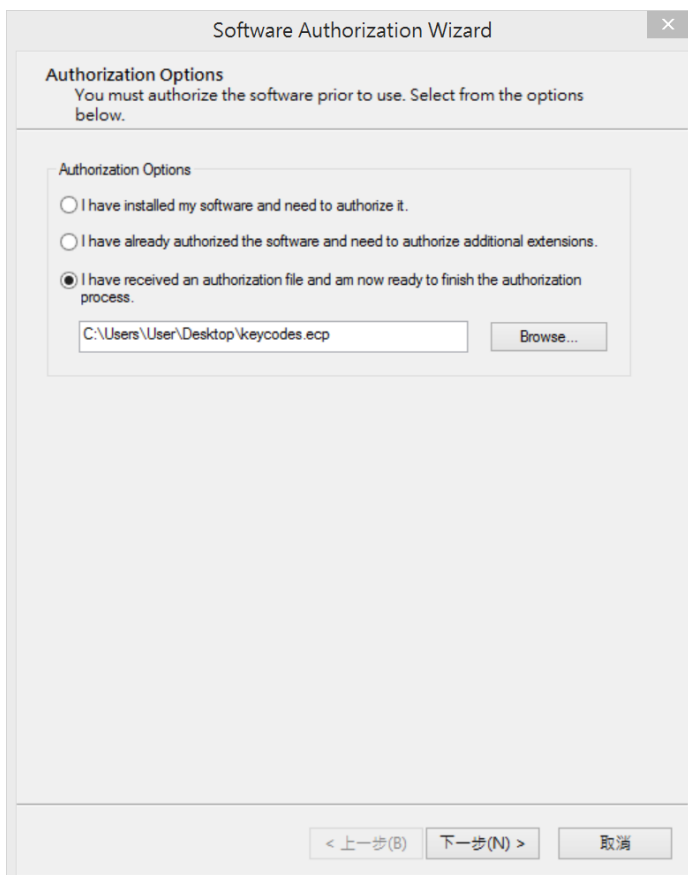 Software Authorization Wizard
Authorization Options
You must authorize the software prior to use. Select from the options
below.
Authorization Options
I have installed my software and need to authorize it.
I have already authorized the software and need to authorize additional extensions.
I have received an authorization file and am now ready to finish the authorization
process.
C:\Users\User\Desktop\keycodes.ecp
Browse...
< 上一步(B)
下一步(N) >
取消